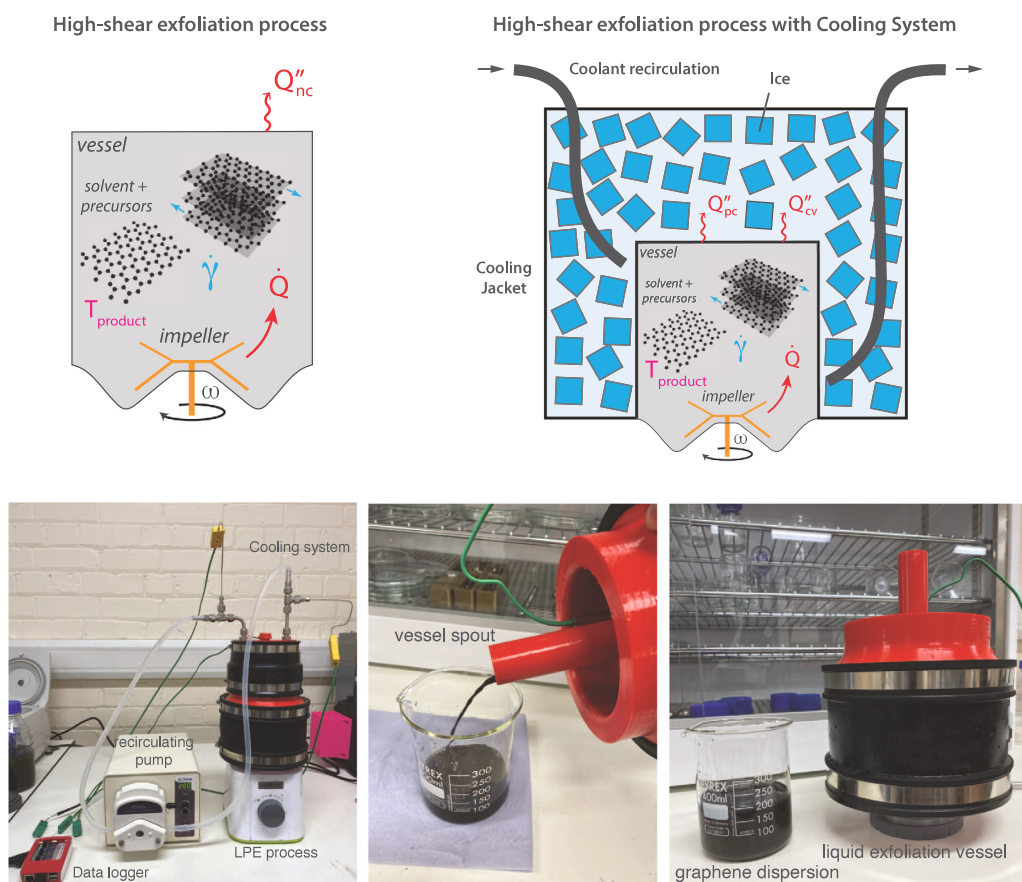 High-shear exfoliation process
Q″nc
vessel
solvent +
precursors
γ̇
Q̇
Tproduct
impeller
ω
High-shear exfoliation process with Cooling System
Coolant recirculation
Ice
Q″pc
Q″cv
vessel
Cooling
Jacket
solvent +
precursors
γ̇
Q̇
Tproduct
impeller
ω
Cooling system
recirculating
pump
LPE process
Data logger
vessel spout
300
250
200
150
100
PYREX
400ml
300
250
200
150
100
liquid exfoliation vessel
graphene dispersion